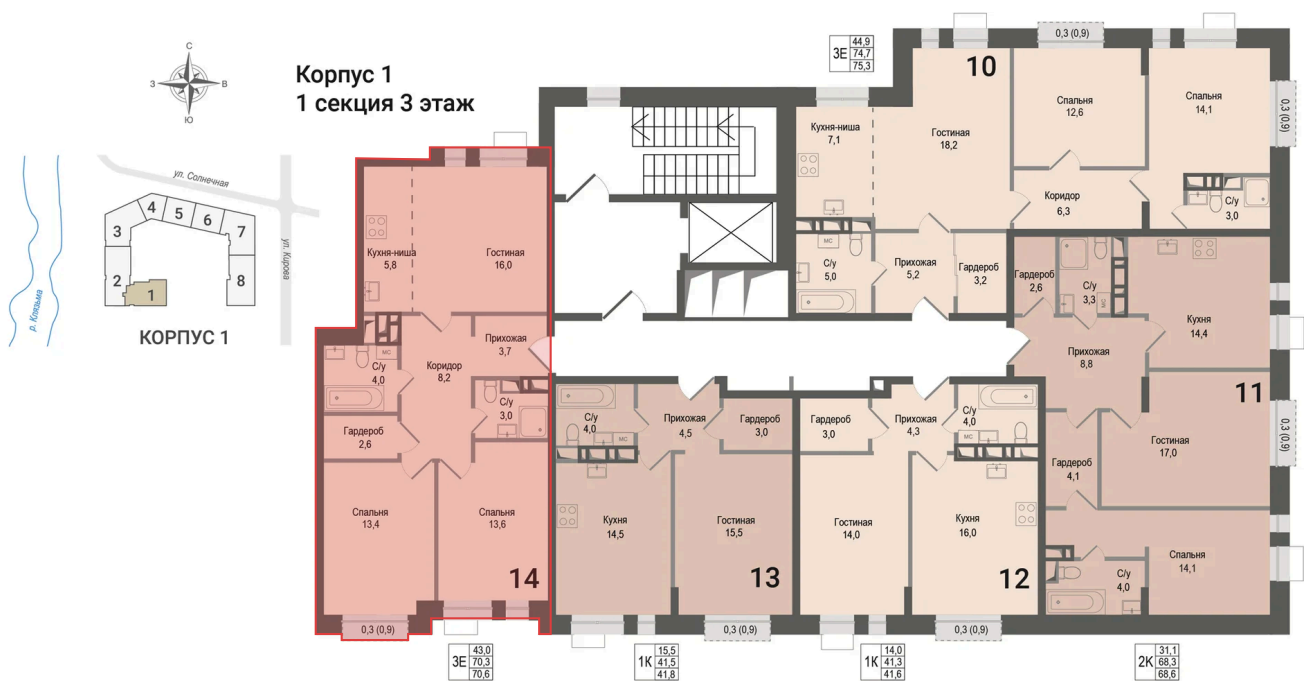 С
З
В
Ю
ул. Солнечная
ул. Кирова
р. Клязьма
3
4
5
6
7
2
1
8
КОРПУС 1
Корпус 1
1 секция 3 этаж
3Е
44,9
74,7
75,3
10
Кухня-ниша
7,1
Гостиная
18,2
0,3 (0,9)
Спальня
12,6
Спальня
14,1
0,3 (0,9)
Коридор
6,3
С/у
3,0
МС
С/у
5,0
Прихожая
5,2
Гардероб
3,2
Гардероб
2,6
С/у
3,3
МС
Кухня
14,4
Прихожая
8,8
11
Гостиная
17,0
0,3 (0,9)
Гардероб
4,1
Спальня
14,1
С/у
4,0
2К
31,1
68,3
68,6
Кухня-ниша
5,8
Гостиная
16,0
Прихожая
3,7
Коридор
8,2
МС
С/у
4,0
С/у
3,0
Гардероб
2,6
Спальня
13,4
Спальня
13,6
14
0,3 (0,9)
3Е
43,0
70,3
70,6
С/у
4,0
МС
Прихожая
4,5
Гардероб
3,0
Кухня
14,5
Гостиная
15,5
13
0,3 (0,9)
1К
15,5
41,5
41,8
Гардероб
3,0
Прихожая
4,3
С/у
4,0
МС
Гостиная
14,0
Кухня
16,0
12
0,3 (0,9)
1К
14,0
41,3
41,6